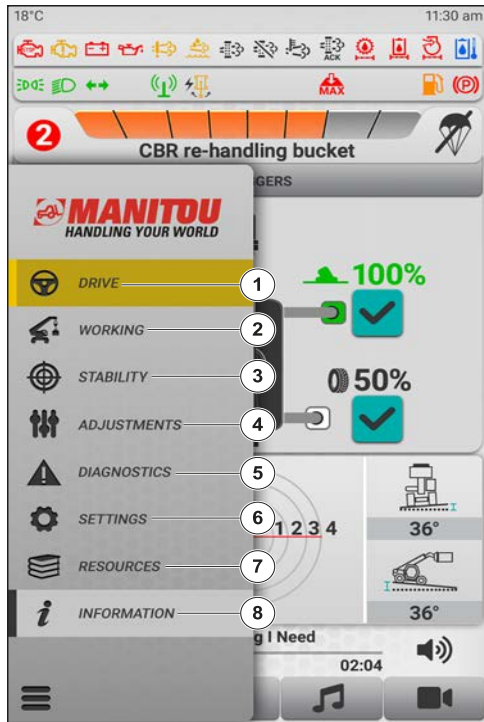 18°C 11:30 am
STOP
ACK
MAX
(P)
2
CBR re-handling bucket
GERS
MANITOU
HANDLING YOUR WORLD
DRIVE 1
100%
WORKING 2
STABILITY 3
50%
ADJUSTMENTS 4
DIAGNOSTICS 5
SETTINGS 6
1 2 3 4
36°
RESOURCES 7
INFORMATION 8
36°
g I Need
02:04